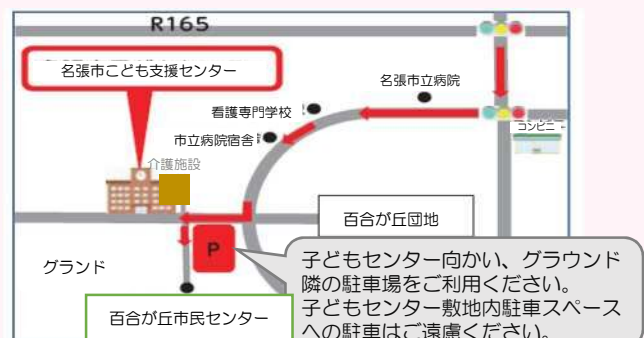 R165
名張市こども支援センター
名張市立病院
看護専門学校
コンビニ
市立病院宿舎
介護施設
百合が丘団地
P
グランド
子どもセンター向かい、グラウンド
隣の駐車場をご利用ください。
子どもセンター敷地内駐車スペース
への駐車はご遠慮ください。
百合が丘市民センター